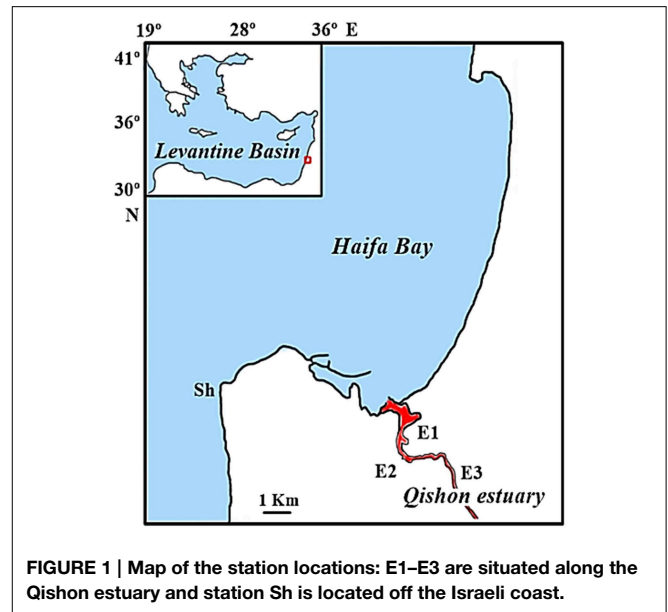 19° 28° 36° E
41°
36°
Levantine Basin
30°
N
Haifa Bay
Sh
E1
E2 E3
1 Km Qishon estuary
FIGURE 1 | Map of the station locations: E1–E3 are situated along the
Qishon estuary and station Sh is located off the Israeli coast.